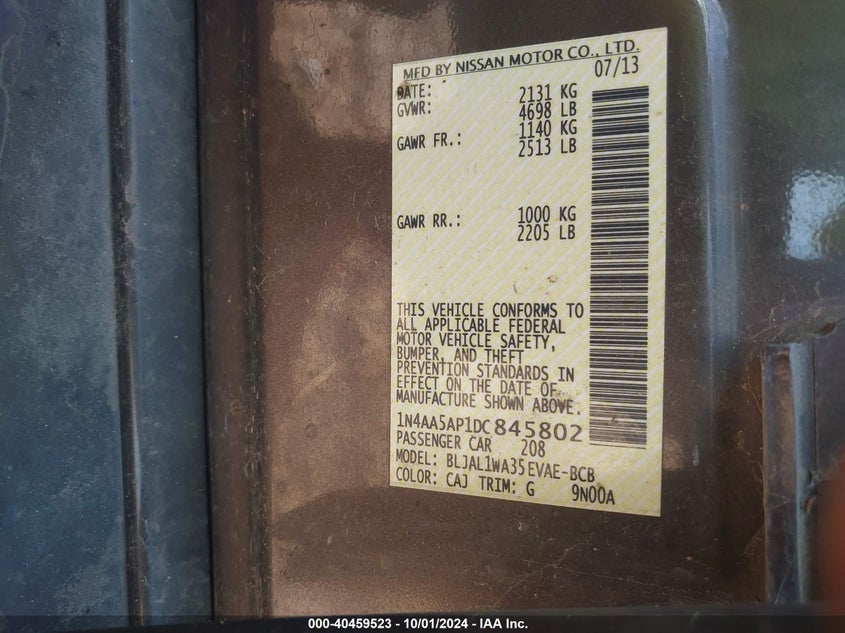 MFD BY NISSAN MOTOR CO., LTD.
DATE: 07/13
GVWR: 2131 KG
4698 LB
GAWR FR.: 1140 KG
2513 LB
GAWR RR.: 1000 KG
2205 LB
THIS VEHICLE CONFORMS TO
ALL APPLICABLE FEDERAL
MOTOR VEHICLE SAFETY,
BUMPER, AND THEFT
PREVENTION STANDARDS IN
EFFECT ON THE DATE OF
MANUFACTURE SHOWN ABOVE.
1N4AA5AP1DC845802
PASSENGER CAR 208
MODEL: BLJAL1WA35EVAE-BCB
COLOR: CAJ TRIM: G 9N00A
000-40459523 - 10/01/2024 - IAA Inc.